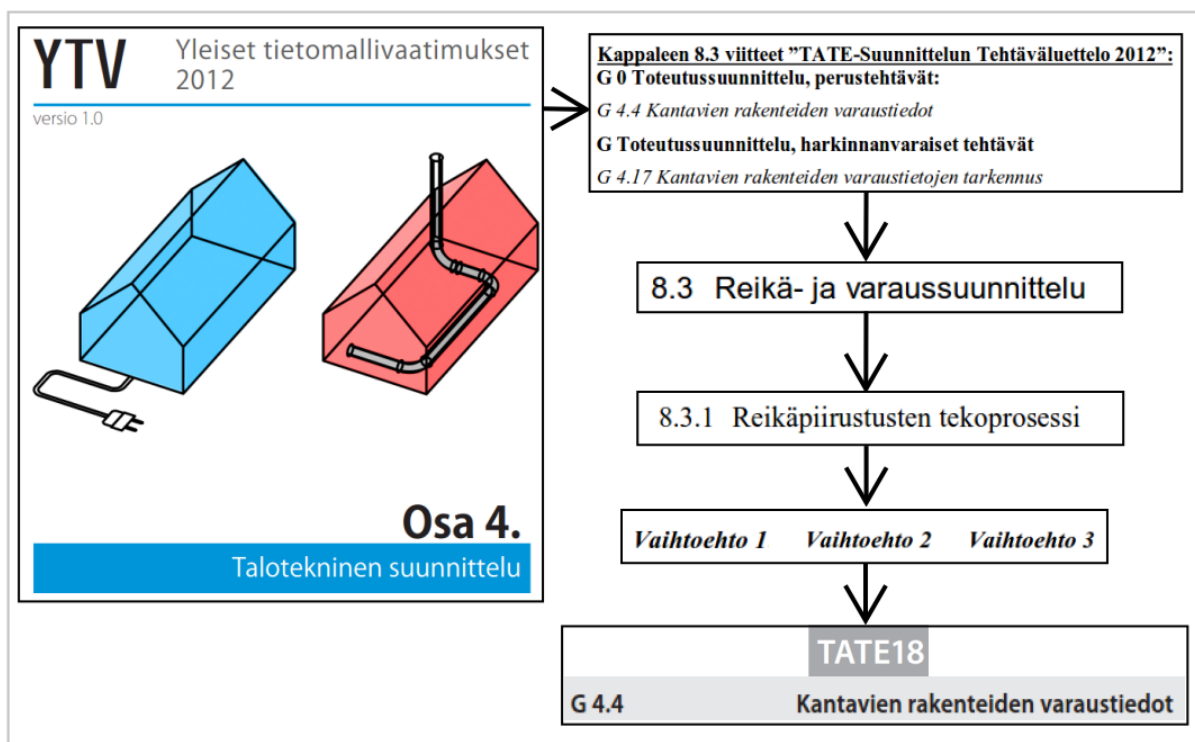 YTV
Yleiset tietomallivaatimukset
2012
versio 1.0
Osa 4.
Talotekninen suunnittelu
Kappaleen 8.3 viitteet ”TATE-Suunnittelun Tehtäväluettelo 2012”:
G 0 Toteutussuunnittelu, perustehtävät:
G 4.4 Kantavien rakenteiden varaustiedot
G Toteutussuunnittelu, harkinnanvaraiset tehtävät
G 4.17 Kantavien rakenteiden varaustietojen tarkennus
8.3 Reikä- ja varaussuunnittelu
8.3.1 Reikäpiirustusten tekoprosessi
Vaihtoehto 1 Vaihtoehto 2 Vaihtoehto 3
TATE18
G 4.4 Kantavien rakenteiden varaustiedot